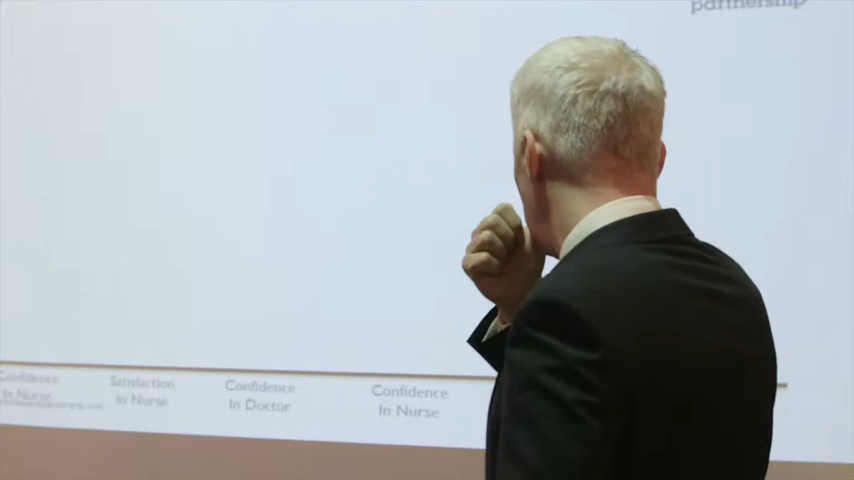 partnership
Confidence
In Nurse
Satisfaction
In Nurse
Confidence
In Doctor
Confidence
In Nurse